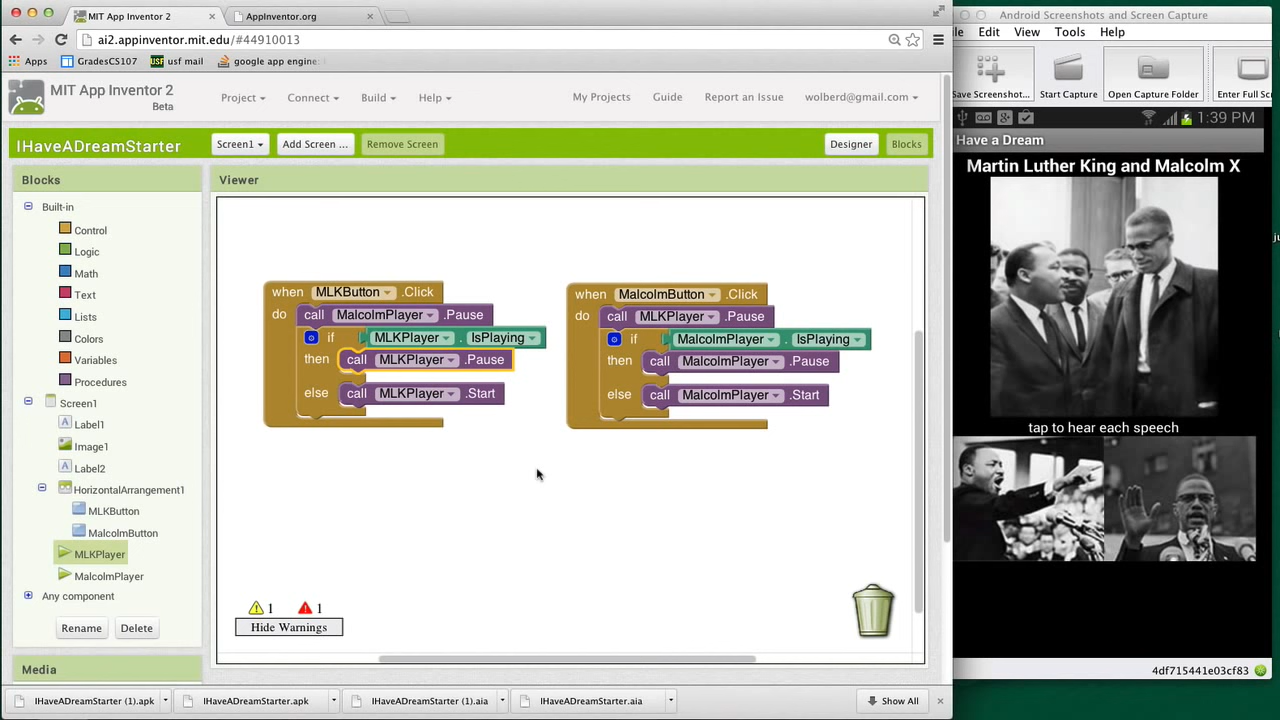 MIT App Inventor 2
AppInventor.org
ai2.appinventor.mit.edu/#44910013
Apps
GradesCS107
USF
usf mail
google app engine:
MIT App Inventor 2
Beta
Project
Connect
Build
Help
My Projects
Guide
Report an Issue
wolberd@gmail.com
IHaveADreamStarter
Screen1
Add Screen ...
Remove Screen
Designer
Blocks
Blocks
Built-in
Control
Logic
Math
Text
Lists
Colors
Variables
Procedures
Screen1
Label1
Image1
Label2
HorizontalArrangement1
MLKButton
MalcolmButton
MLKPlayer
MalcolmPlayer
Any component
Rename
Delete
Media
Viewer
when MLKButton .Click
do call MalcolmPlayer .Pause
if MLKPlayer . IsPlaying
then call MLKPlayer .Pause
else call MLKPlayer .Start
when MalcolmButton .Click
do call MLKPlayer .Pause
if MalcolmPlayer . IsPlaying
then call MalcolmPlayer .Pause
else call MalcolmPlayer .Start
1
1
Hide Warnings
IHaveADreamStarter (1).apk
IHaveADreamStarter.apk
IHaveADreamStarter (1).aia
IHaveADreamStarter.aia
Show All
Android Screenshots and Screen Capture
Edit
View
Tools
Help
Save Screenshot...
Start Capture
Open Capture Folder
Enter Full Scr
1:39 PM
Have a Dream
Martin Luther King and Malcolm X
tap to hear each speech
4df715441e03cf83